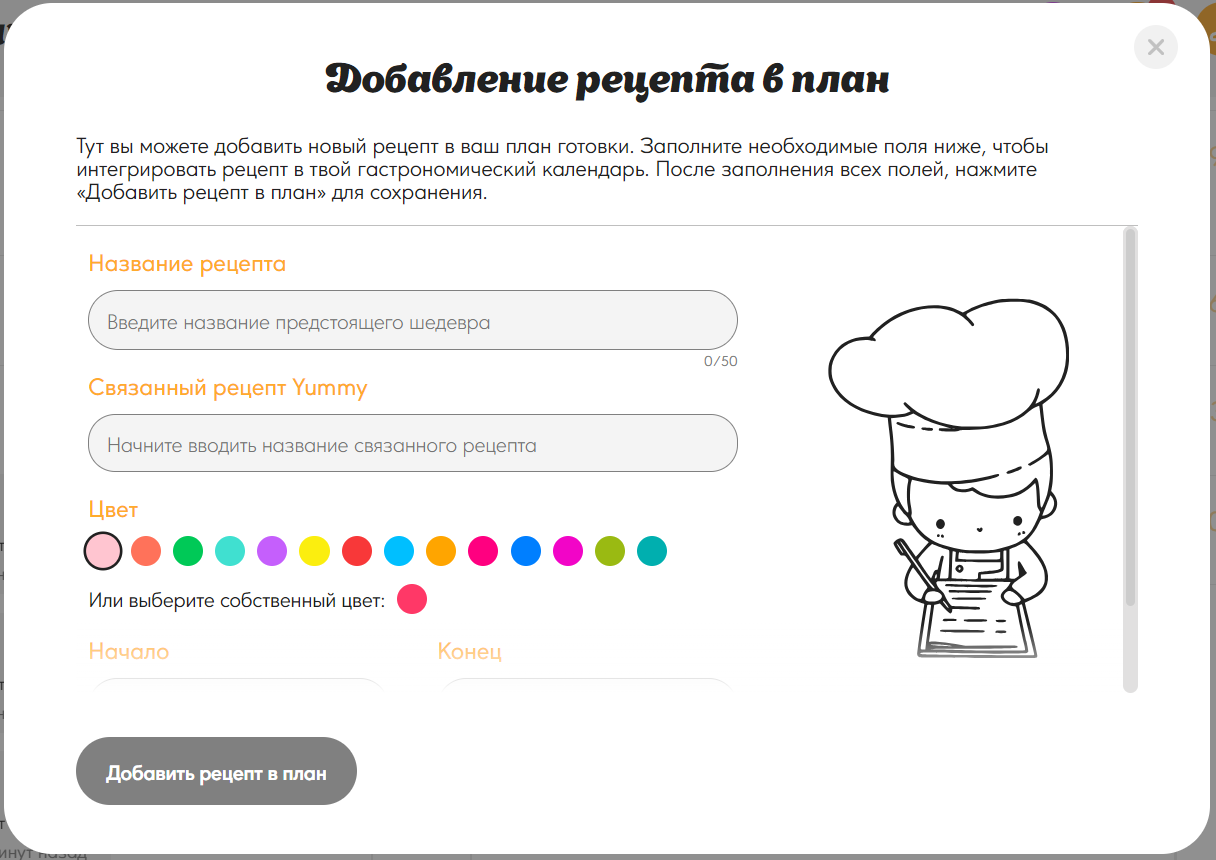 Добавление рецепта в план
Тут вы можете добавить новый рецепт в ваш план готовки. Заполните необходимые поля ниже, чтобы
интегрировать рецепт в твой гастрономический календарь. После заполнения всех полей, нажмите
«Добавить рецепт в план» для сохранения.
Название рецепта
Введите название предстоящего шедевра
0/50
Связанный рецепт Yummy
Начните вводить название связанного рецепта
Цвет
Или выберите собственный цвет:
Начало Конец
Добавить рецепт в план
назад